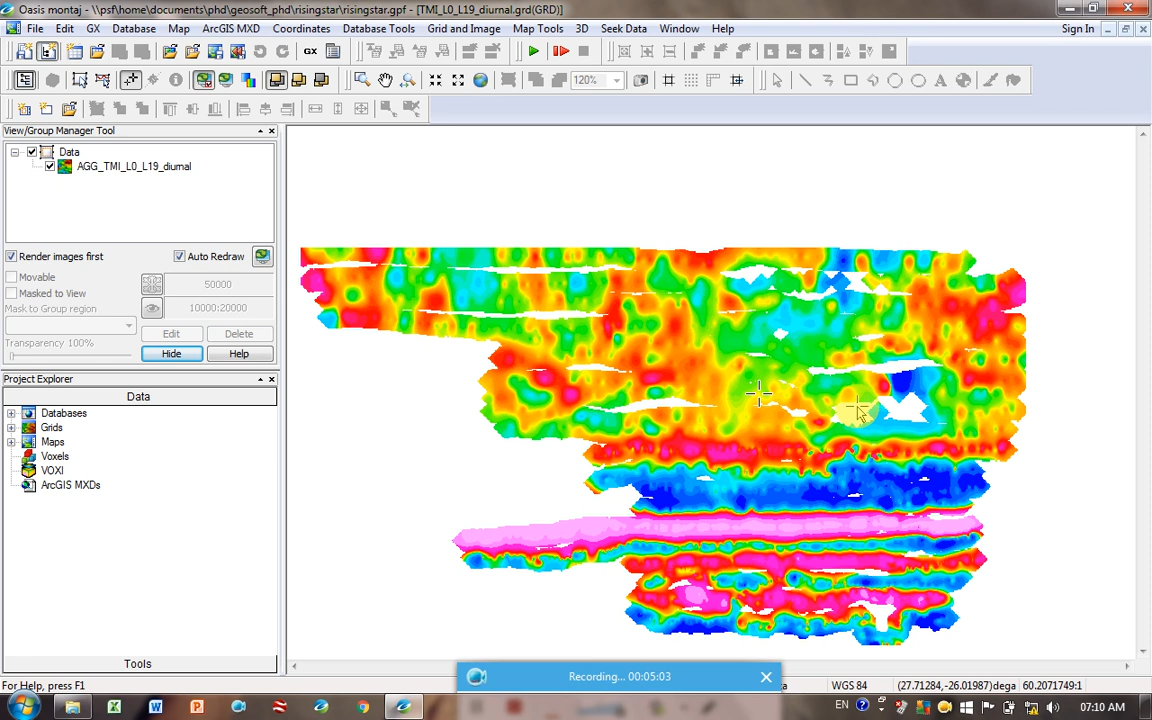 Oasis montaj - \\psf\home\documents\phd\geosoft_phd\risingstar\risingstar.gpf - [TMI_L0_L19_diurnal.grd(GRD)]
File Edit GX Database Map ArcGIS MXD Coordinates Database Tools Grid and Image Map Tools 3D Seek Data Window Help Sign In
GX
120%
View/Group Manager Tool
Data
AGG_TMI_L0_L19_diurnal
Render images first Auto Redraw
Movable 50000
Masked to View 10000:20000
Mask to Group region
Edit Delete
Transparency 100%
Hide Help
Project Explorer
Data
Databases
Grids
Maps
Voxels
VOXI
ArcGIS MXDs
Tools
Recording... 00:05:03
For Help, press F1 WGS 84 (27.71284,-26.01987)dega 60.2071749:1
EN 07:10 AM